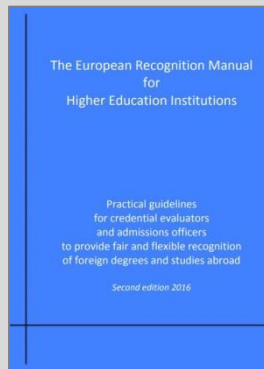 The European Recognition Manual
for
Higher Education Institutions
Practical guidelines
for credential evaluators
and admissions officers
to provide fair and flexible recognition
of foreign degrees and studies abroad
Second edition 2016